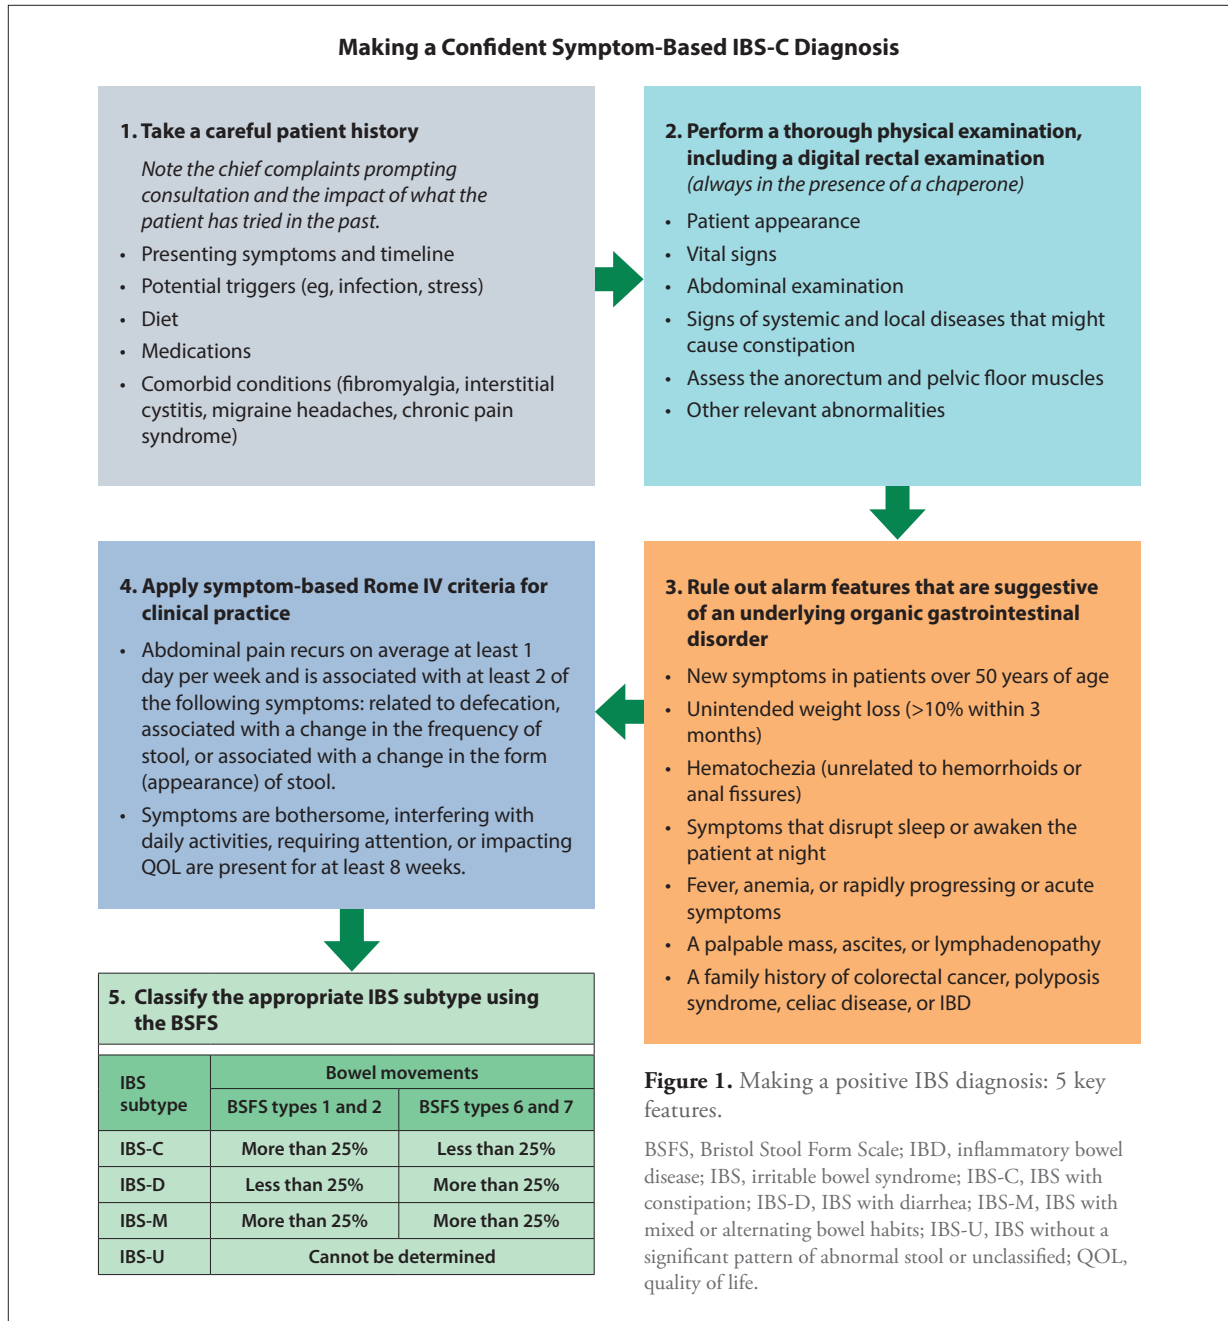 Making a Confident Symptom-Based IBS-C Diagnosis
1. Take a careful patient history
Note the chief complaints prompting
consultation and the impact of what the
patient has tried in the past.
• Presenting symptoms and timeline
• Potential triggers (eg, infection, stress)
• Diet
• Medications
• Comorbid conditions (fibromyalgia, interstitial
cystitis, migraine headaches, chronic pain
syndrome)
2. Perform a thorough physical examination,
including a digital rectal examination
(always in the presence of a chaperone)
• Patient appearance
• Vital signs
• Abdominal examination
• Signs of systemic and local diseases that might
cause constipation
• Assess the anorectum and pelvic floor muscles
• Other relevant abnormalities
3. Rule out alarm features that are suggestive
of an underlying organic gastrointestinal
disorder
• New symptoms in patients over 50 years of age
• Unintended weight loss (>10% within 3
months)
• Hematochezia (unrelated to hemorrhoids or
anal fissures)
• Symptoms that disrupt sleep or awaken the
patient at night
• Fever, anemia, or rapidly progressing or acute
symptoms
• A palpable mass, ascites, or lymphadenopathy
• A family history of colorectal cancer, polyposis
syndrome, celiac disease, or IBD
4. Apply symptom-based Rome IV criteria for
clinical practice
• Abdominal pain recurs on average at least 1
day per week and is associated with at least 2 of
the following symptoms: related to defecation,
associated with a change in the frequency of
stool, or associated with a change in the form
(appearance) of stool.
• Symptoms are bothersome, interfering with
daily activities, requiring attention, or impacting
QOL are present for at least 8 weeks.
5. Classify the appropriate IBS subtype using
the BSFS
IBS
subtype
Bowel movements
BSFS types 1 and 2 BSFS types 6 and 7
IBS-C More than 25% Less than 25%
IBS-D Less than 25% More than 25%
IBS-M More than 25% More than 25%
IBS-U Cannot be determined
Figure 1. Making a positive IBS diagnosis: 5 key
features.
BSFS, Bristol Stool Form Scale; IBD, inflammatory bowel
disease; IBS, irritable bowel syndrome; IBS-C, IBS with
constipation; IBS-D, IBS with diarrhea; IBS-M, IBS with
mixed or alternating bowel habits; IBS-U, IBS without a
significant pattern of abnormal stool or unclassified; QOL,
quality of life.